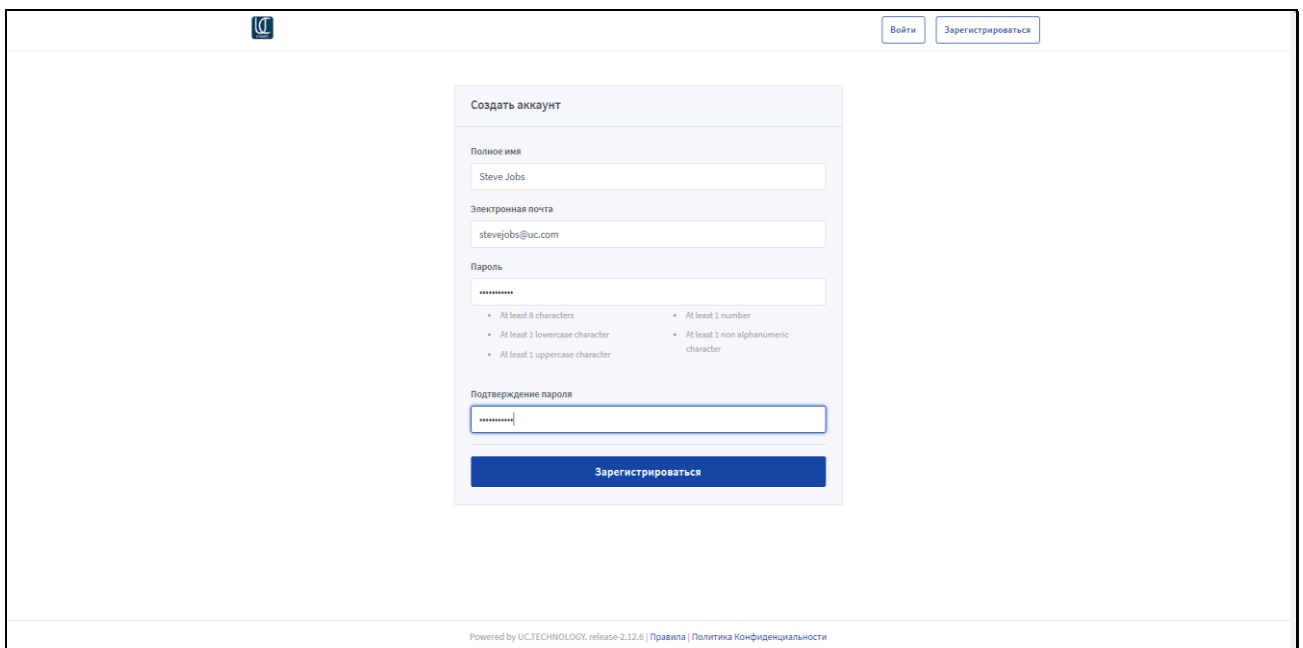 Войти Зарегистрироваться
Создать аккаунт
Полное имя
Steve Jobs
Электронная почта
stevejobs@uc.com
Пароль
•••••••••••
At least 8 characters
At least 1 lowercase character
At least 1 uppercase character
At least 1 number
At least 1 non alphanumeric
character
Подтверждение пароля
•••••••••••
Зарегистрироваться
Powered by UC.TECHNOLOGY. release-2.12.6 | Правила | Политика Конфиденциальности